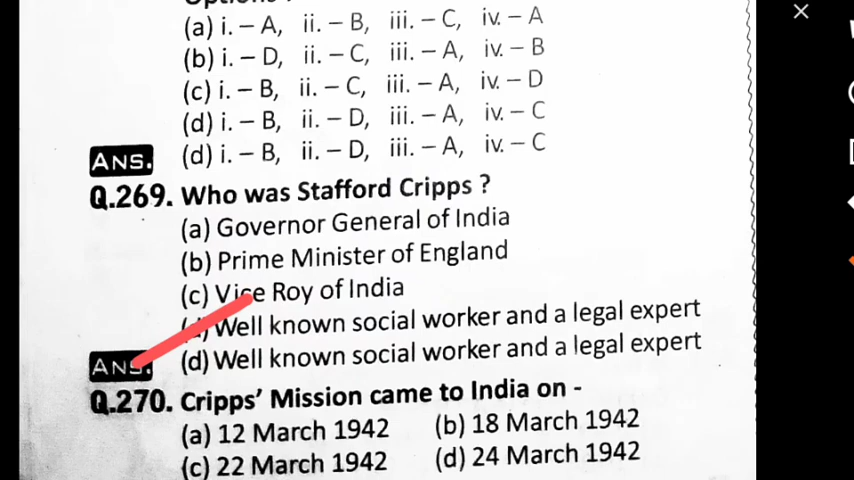 (a) i. – A, ii. – B, iii. – C, iv. – A
(b) i. – D, ii. – C, iii. – A, iv. – B
(c) i. – B, ii. – C, iii. – A, iv. – D
(d) i. – B, ii. – D, iii. – A, iv. – C
ANS. (d) i. – B, ii. – D, iii. – A, iv. – C
Q.269. Who was Stafford Cripps ?
(a) Governor General of India
(b) Prime Minister of England
(c) Vice Roy of India
(d) Well known social worker and a legal expert
ANS. (d) Well known social worker and a legal expert
Q.270. Cripps' Mission came to India on -
(a) 12 March 1942 (b) 18 March 1942
(c) 22 March 1942 (d) 24 March 1942